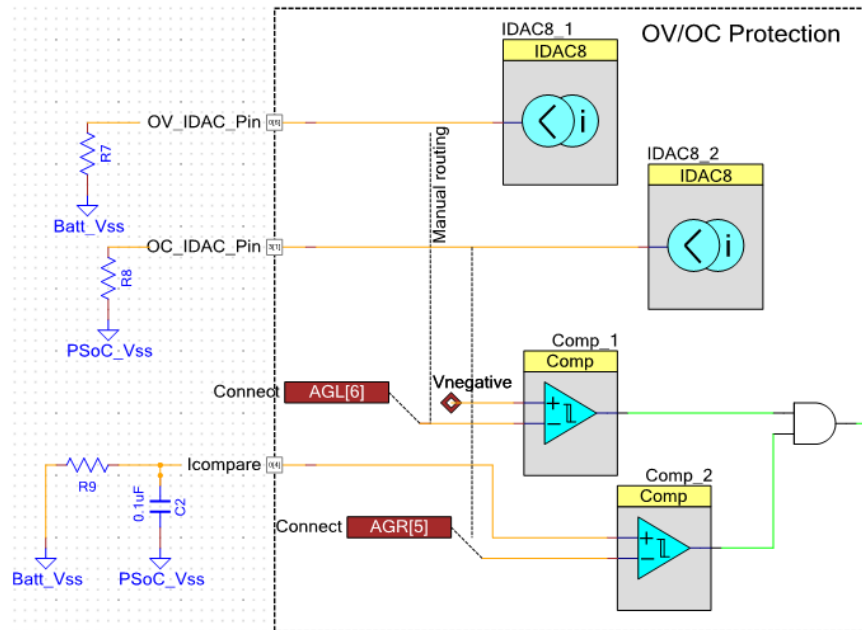 OV/OC Protection
IDAC8_1
IDAC8
OV_IDAC_Pin
R7
Batt_Vss
Manual routing
IDAC8_2
IDAC8
OC_IDAC_Pin
R8
PSoC_Vss
Comp_1
Comp
Vnegative
Connect AGL[6]
Icompare
R9
0.1uF
C2
Batt_Vss
PSoC_Vss
Comp_2
Comp
Connect AGR[5]